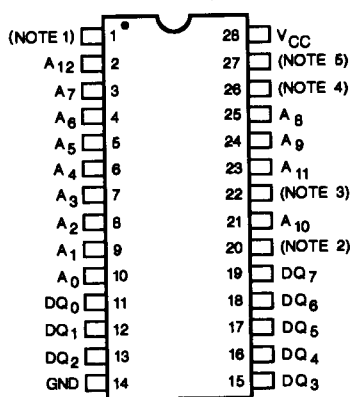 (NOTE 1) 1 28 VCC
A12 2 27 (NOTE 5)
A7 3 26 (NOTE 4)
A6 4 25 A8
A5 5 24 A9
A4 6 23 A11
A3 7 22 (NOTE 3)
A2 8 21 A10
A1 9 20 (NOTE 2)
A0 10 19 DQ7
DQ0 11 18 DQ6
DQ1 12 17 DQ5
DQ2 13 16 DQ4
GND 14 15 DQ3